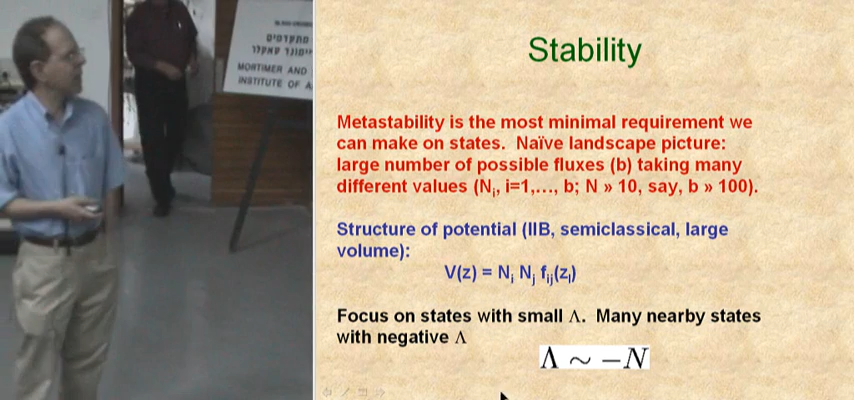 מתקדמים
MORTIMER AND
INSTITUTE OF A
Stability
Metastability is the most minimal requirement we
can make on states. Naïve landscape picture:
large number of possible fluxes (b) taking many
different values (Nᵢ, i=1,…, b; N » 10, say, b » 100).
Structure of potential (IIB, semiclassical, large
volume):
V(z) = Nᵢ Nⱼ fᵢⱼ(zᵢ)
Focus on states with small Λ. Many nearby states
with negative Λ
Λ ∼ −N